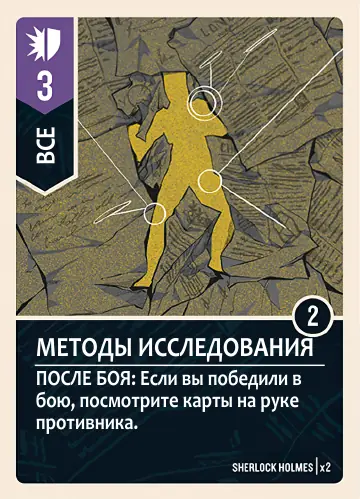 3
ВСЕ
2
МЕТОДЫ ИССЛЕДОВАНИЯ
ПОСЛЕ БОЯ: Если вы победили в
бою, посмотрите карты на руке
противника.
SHERLOCK HOLMES | x2